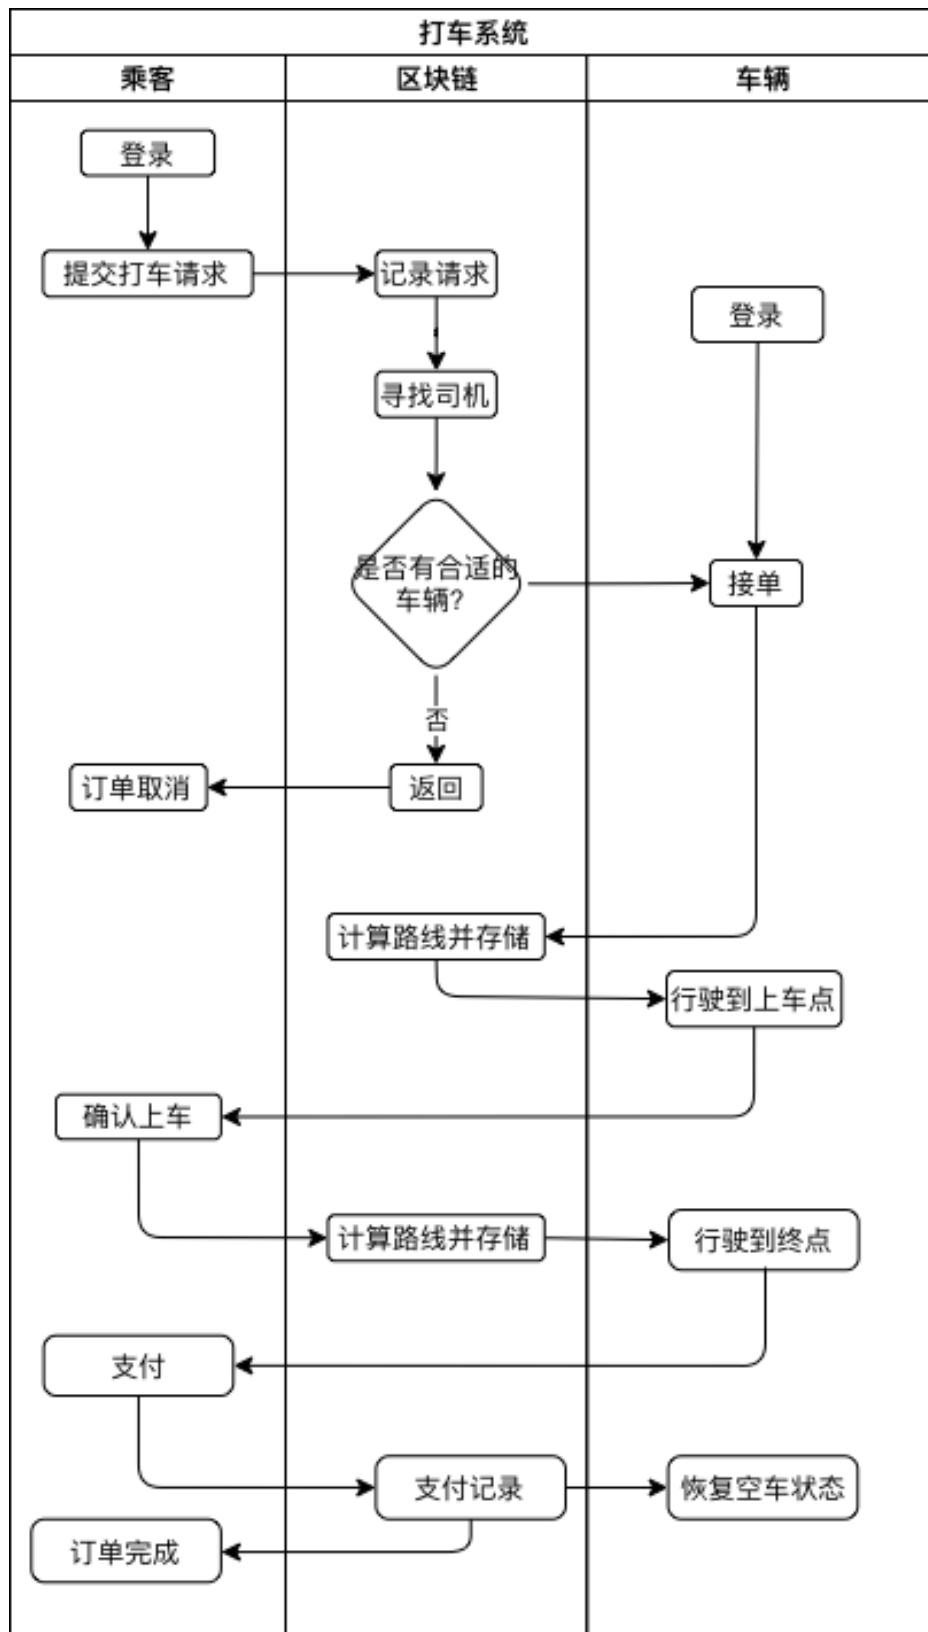 打车系统
乘客
区块链
车辆
登录
提交打车请求
记录请求
登录
寻找司机
是否有合适的
车辆?
接单
否
订单取消
返回
计算路线并存储
行驶到上车点
确认上车
计算路线并存储
行驶到终点
支付
支付记录
恢复空车状态
订单完成